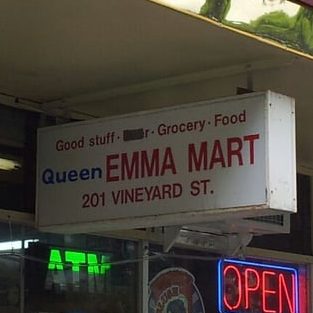 Good stuff · r · Grocery · Food
Queen EMMA MART
201 VINEYARD ST.
ATM
OPEN